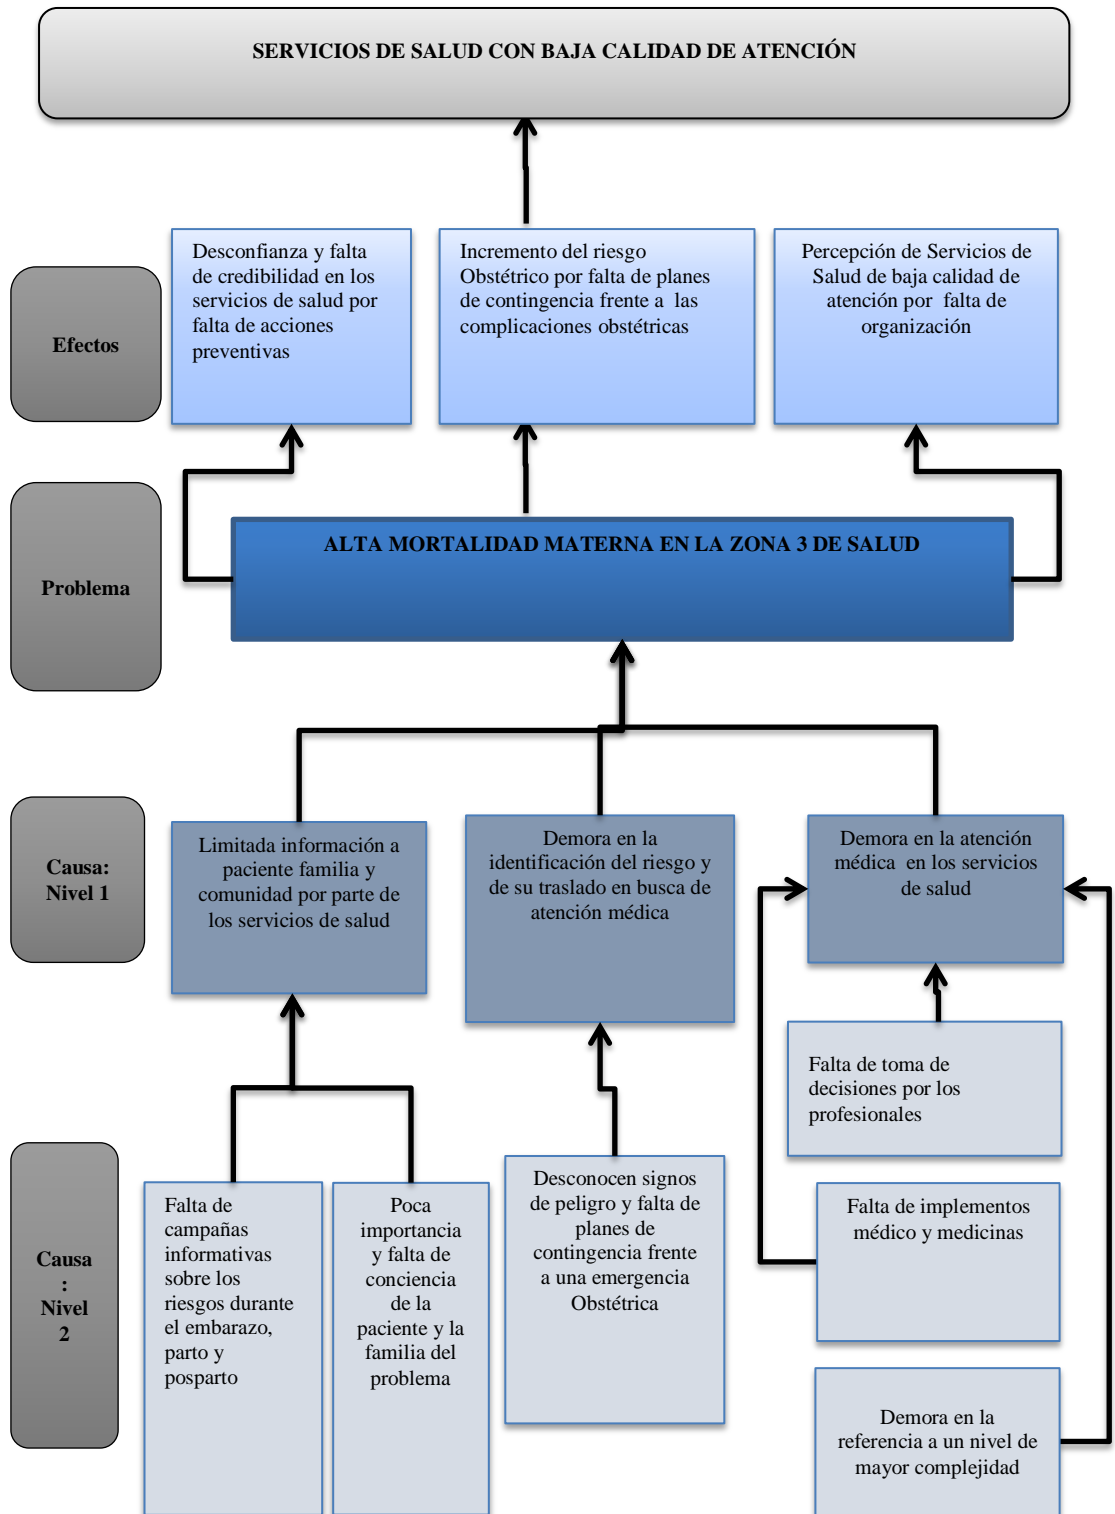 SERVICIOS DE SALUD CON BAJA CALIDAD DE ATENCIÓN
Efectos
Desconfianza y falta
de credibilidad en los
servicios de salud por
falta de acciones
preventivas
Incremento del riesgo
Obstétrico por falta de planes
de contingencia frente a las
complicaciones obstétricas
Percepción de Servicios de
Salud de baja calidad de
atención por falta de
organización
Problema
ALTA MORTALIDAD MATERNA EN LA ZONA 3 DE SALUD
Causa:
Nivel 1
Limitada información a
paciente familia y
comunidad por parte de
los servicios de salud
Demora en la
identificación del riesgo y
de su traslado en busca de
atención médica
Demora en la atención
médica en los servicios
de salud
Falta de toma de
decisiones por los
profesionales
Causa
:
Nivel
2
Falta de
campañas
informativas
sobre los
riesgos durante
el embarazo,
parto y
posparto
Poca
importancia
y falta de
conciencia
de la
paciente y la
familia del
problema
Desconocen signos
de peligro y falta de
planes de
contingencia frente
a una emergencia
Obstétrica
Falta de implementos
médico y medicinas
Demora en la
referencia a un nivel de
mayor complejidad